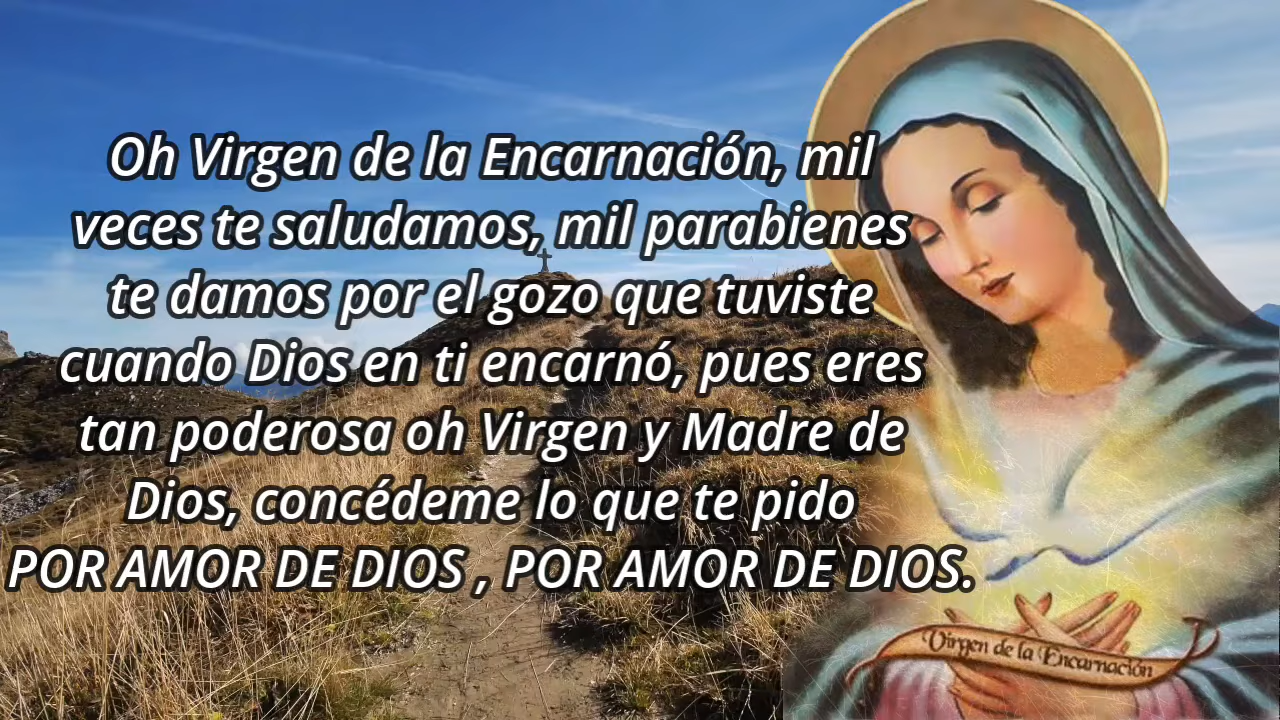 Oh Virgen de la Encarnación, mil
veces te saludamos, mil parabienes
te damos por el gozo que tuviste
cuando Dios en ti encarnó, pues eres
tan poderosa oh Virgen y Madre de
Dios, concédeme lo que te pido
POR AMOR DE DIOS , POR AMOR DE DIOS.
Virgen de la Encarnación